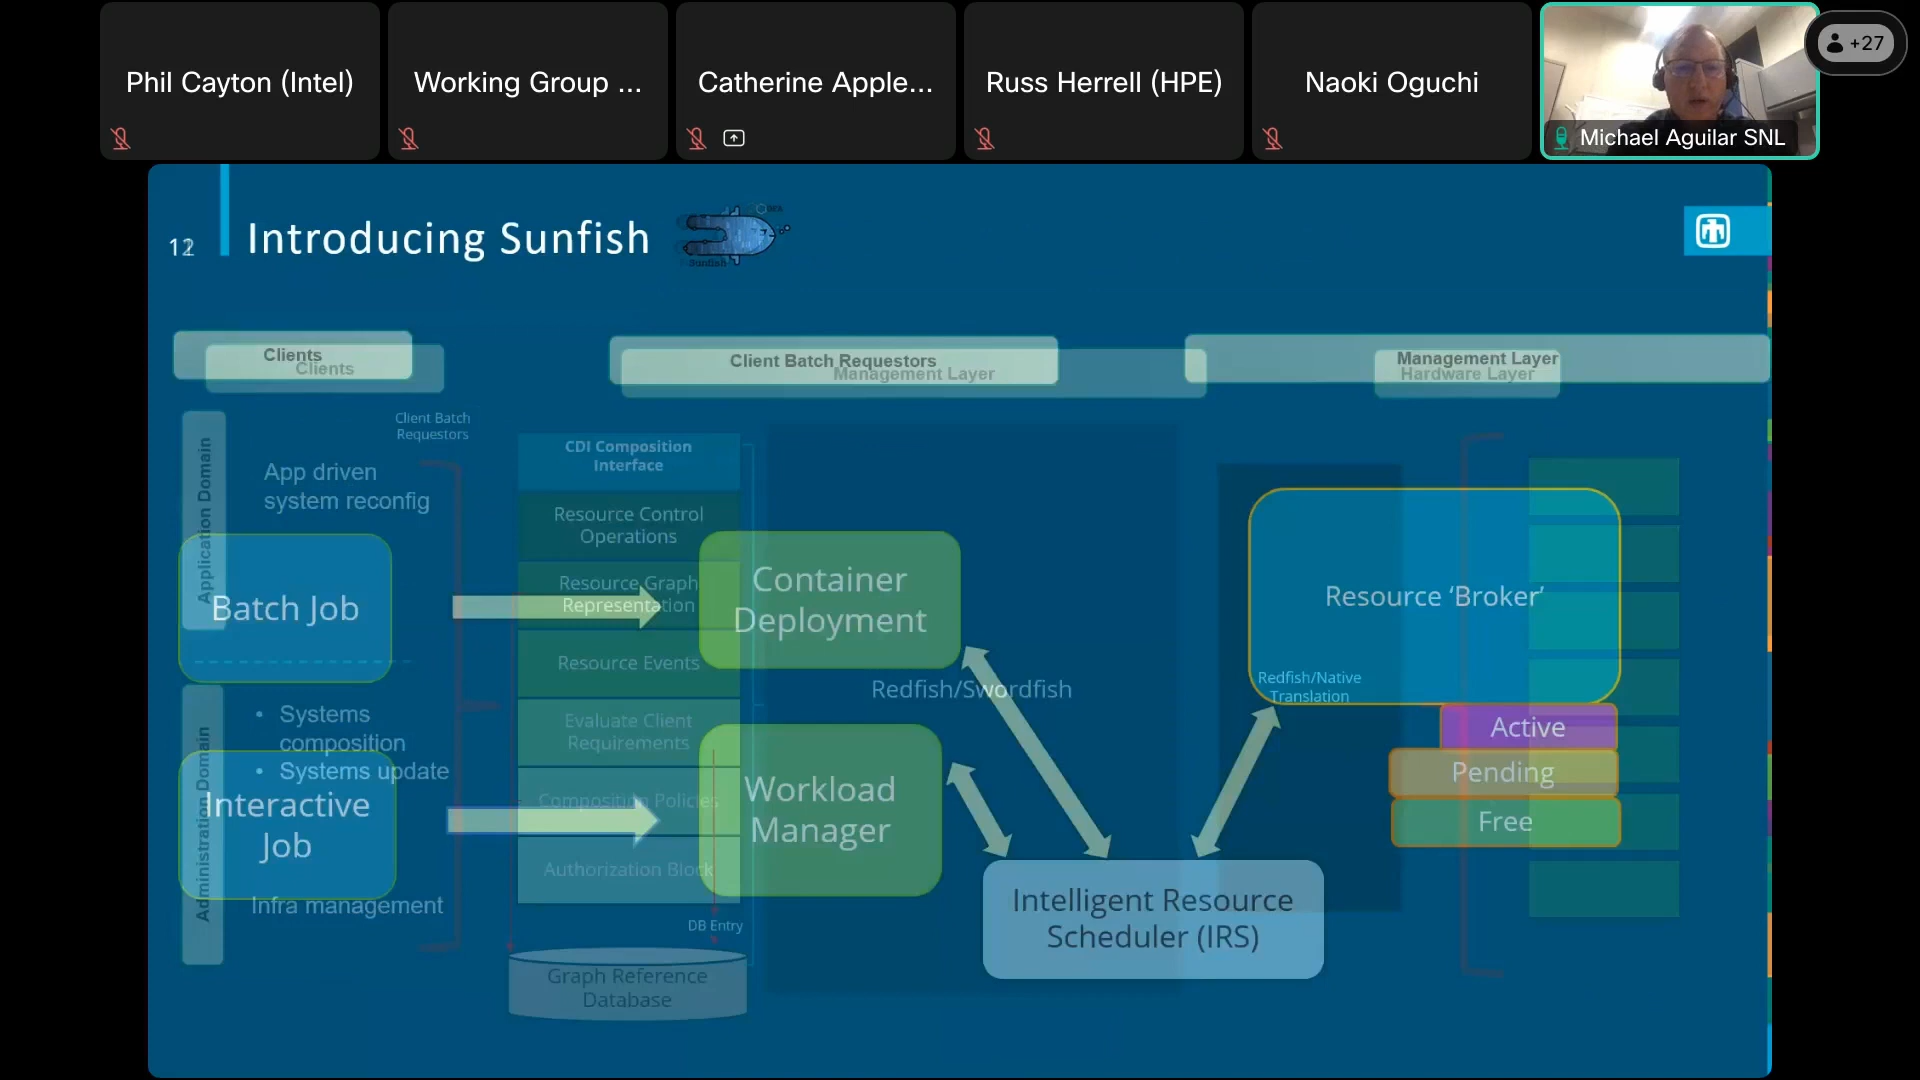 Phil Cayton (Intel)
Working Group ...
Catherine Apple...
Russ Herrell (HPE)
Naoki Oguchi
Michael Aguilar SNL
+27
Introducing Sunfish
Sunfish
Clients
Clients
Client Batch Requestors
Management Layer
Management Layer
Hardware Layer
Client Batch
Requestors
Application Domain
App driven
system reconfig
Batch Job
CDI Composition
Interface
Resource Control
Operations
Resource Graph
Representation
Resource Events
Evaluate Client
Requirements
Composition Policies
Authorization Block
DB Entry
Graph Reference
Database
Container
Deployment
Redfish/Swordfish
Workload
Manager
Administration Domain
• Systems
composition
• Systems update
Interactive
Job
Infra management
Intelligent Resource
Scheduler (IRS)
Resource ‘Broker’
Redfish/Native
Translation
Active
Pending
Free